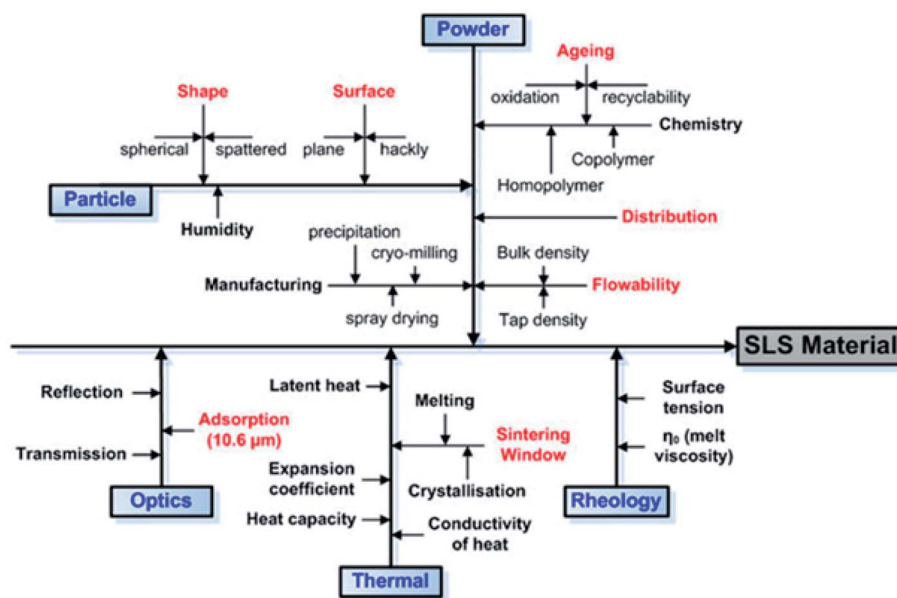 Powder
Ageing
oxidation
recyclability
Chemistry
Copolymer
Homopolymer
Shape
Surface
spherical
spattered
plane
hackly
Particle
Humidity
Distribution
precipitation
cryo-milling
Manufacturing
spray drying
Bulk density
Flowability
Tap density
SLS Material
Reflection
Adsorption
(10.6 µm)
Transmission
Optics
Latent heat
Melting
Sintering
Window
Expansion
coefficient
Crystallisation
Heat capacity
Conductivity
of heat
Thermal
Surface
tension
η₀ (melt
viscosity)
Rheology